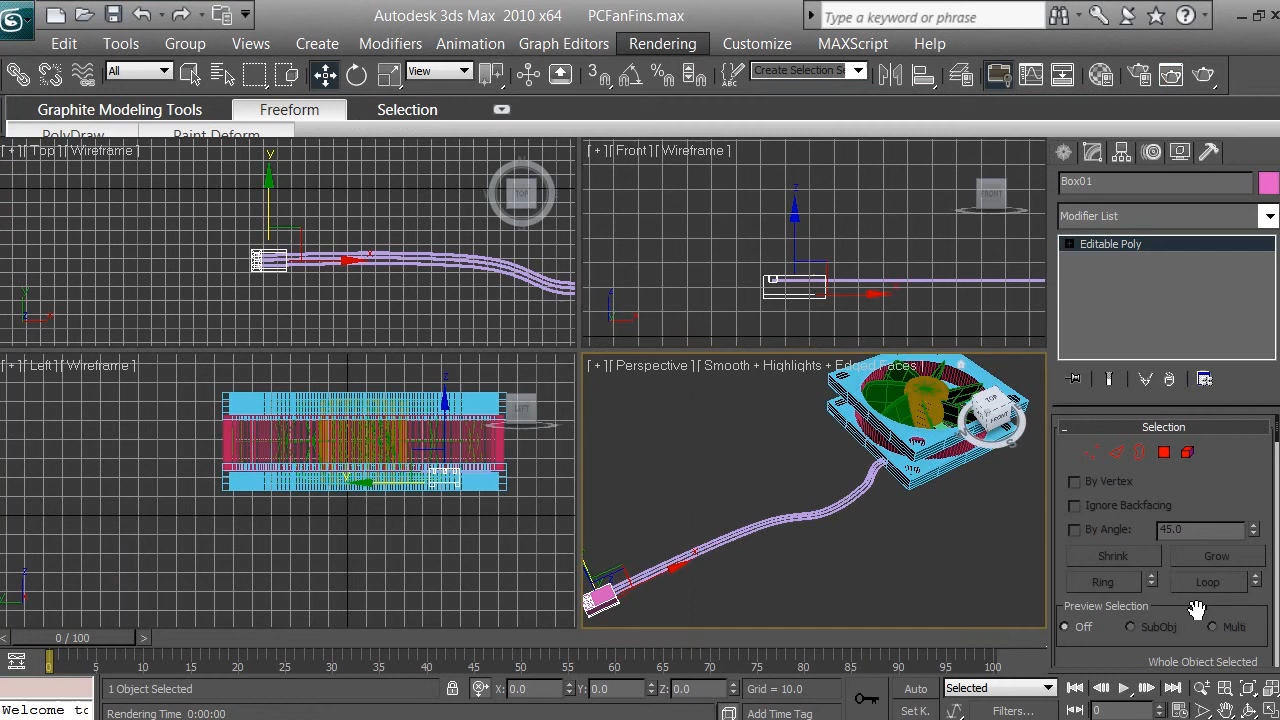 Autodesk 3ds Max 2010 x64 PCFanFins.max
Type a keyword or phrase
Edit Tools Group Views Create Modifiers Animation Graph Editors Rendering Customize MAXScript Help
All View Create Selection Se
Graphite Modeling Tools Freeform Selection
PolyDraw Paint Deform
[ + ] [ Top ] [ Wireframe ]
y
TOP
x
[ + ] [ Front ] [ Wireframe ]
z
FRONT
Box01
Modifier List
Editable Poly
[ + ] [ Left ] [ Wireframe ]
z
LEFT
y
[ + ] [ Perspective ] [ Smooth + Highlights + Edged Faces ]
TOP
FRONT
x
Selection
By Vertex
Ignore Backfacing
By Angle: 45.0
Shrink Grow
Ring Loop
Preview Selection
Off SubObj Multi
Whole Object Selected
0 / 100
0 5 10 15 20 25 30 35 40 45 50 55 60 65 70 75 80 85 90 95 100
1 Object Selected X: 0.0 Y: 0.0 Z: 0.0 Grid = 10.0 Auto Selected
Welcome to Rendering Time 0:00:00 Add Time Tag Set K. Filters... 0